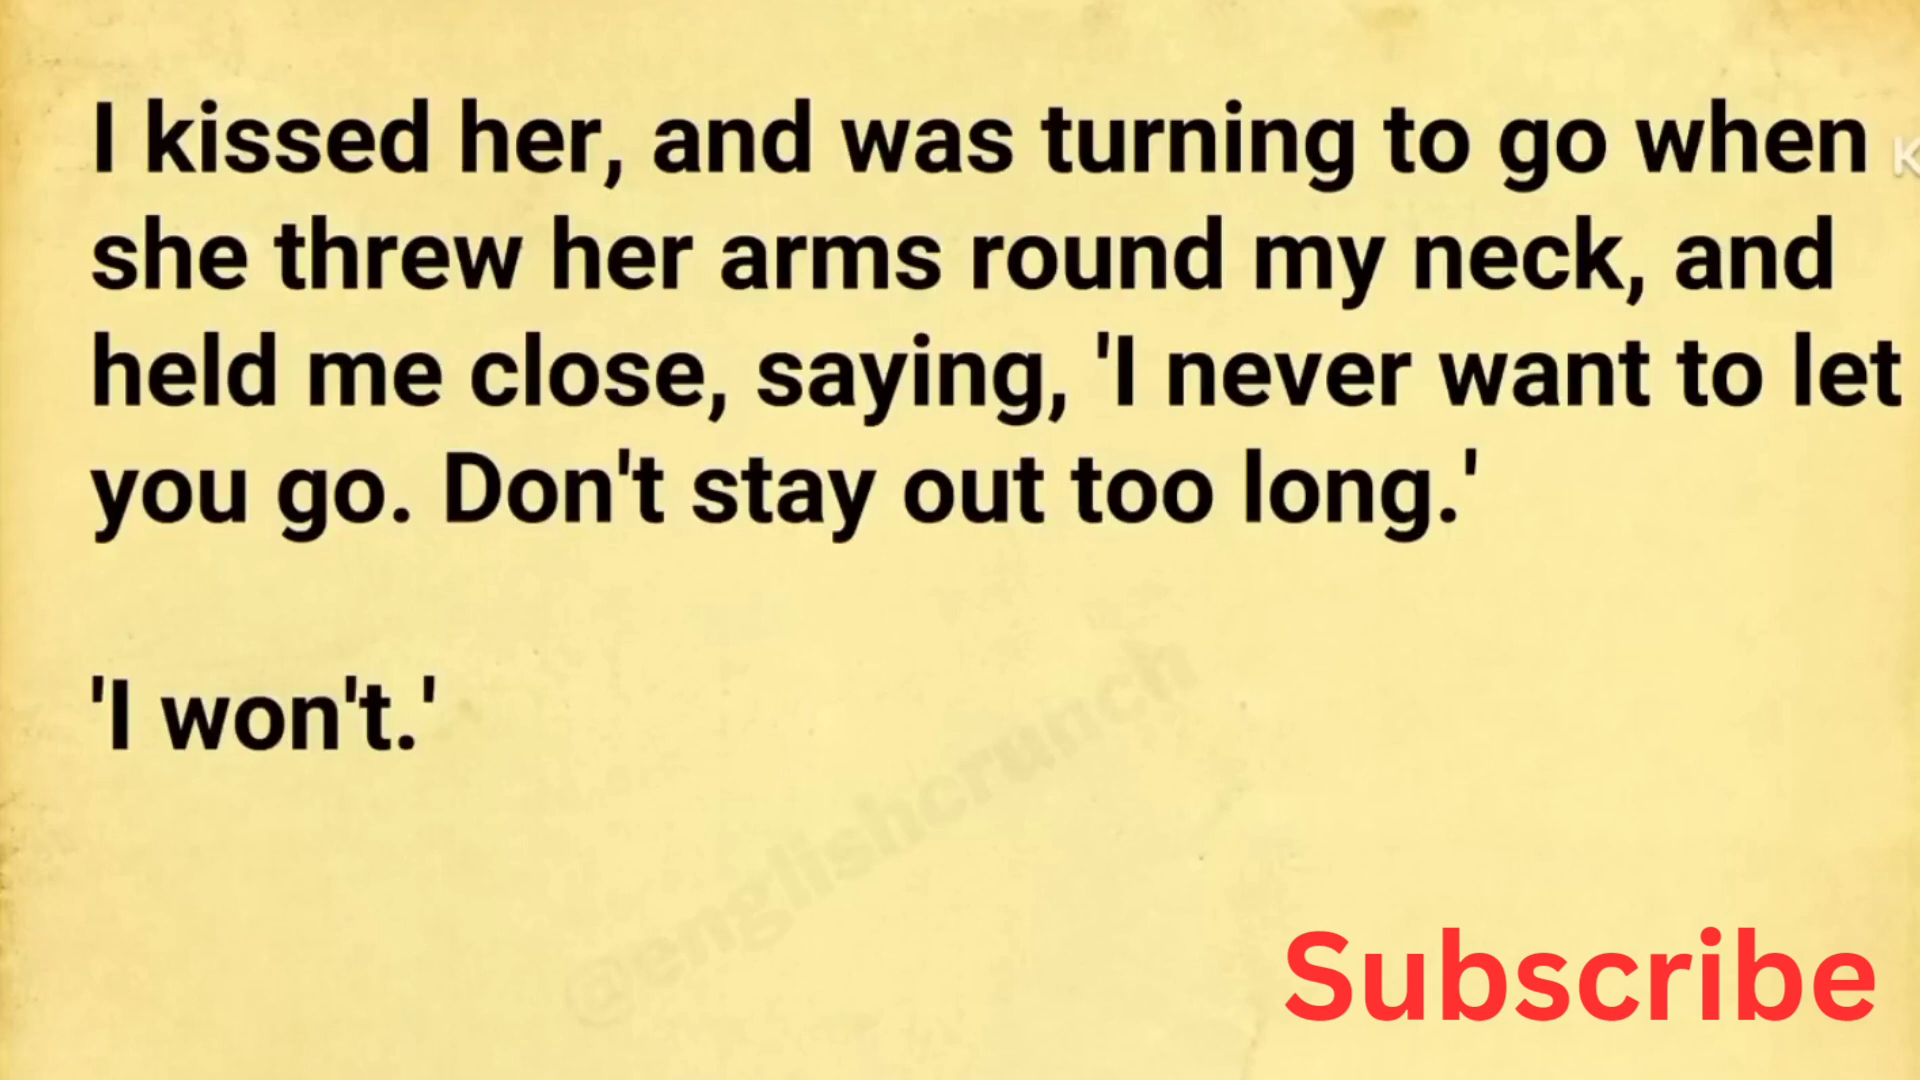 I kissed her, and was turning to go when
she threw her arms round my neck, and
held me close, saying, 'I never want to let
you go. Don't stay out too long.'
'I won't.'
@englishcrunch
Subscribe